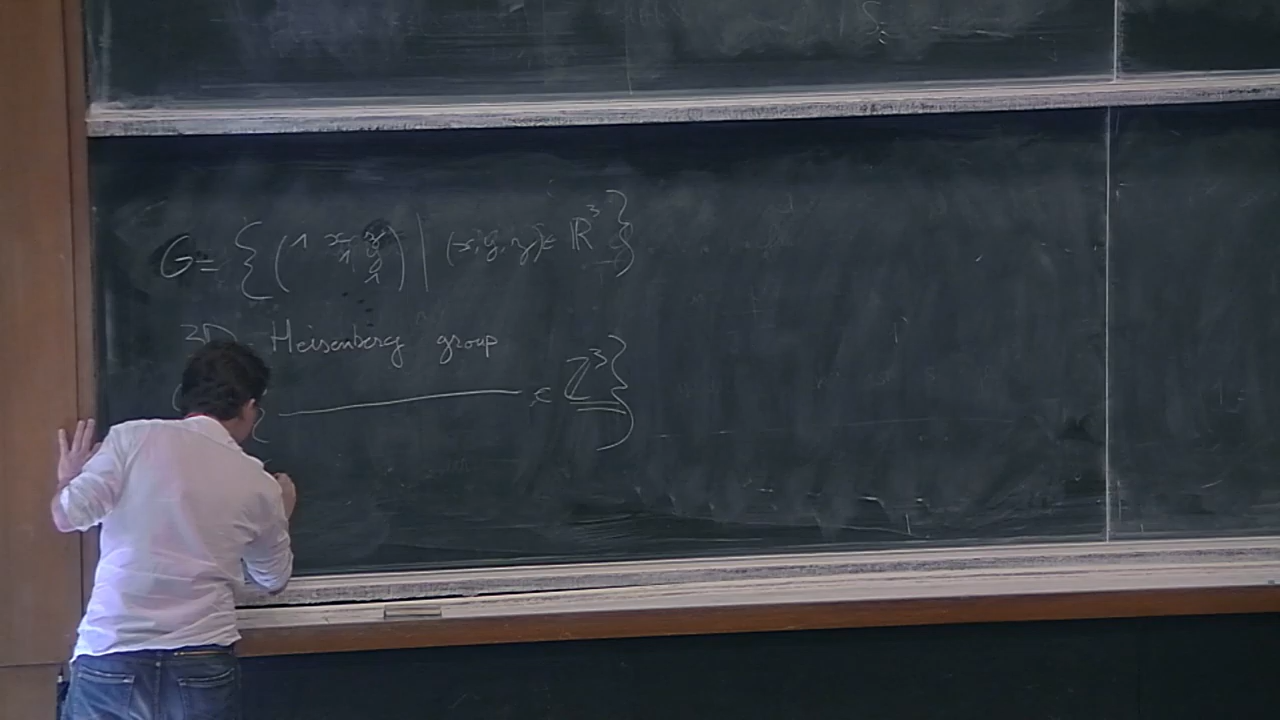 G = { ( 1 x z 1 y 1 ) | (x, y, z) ∈ ℝ³ }
3D Heisenberg group
{ ——— ∈ ℤ³ }